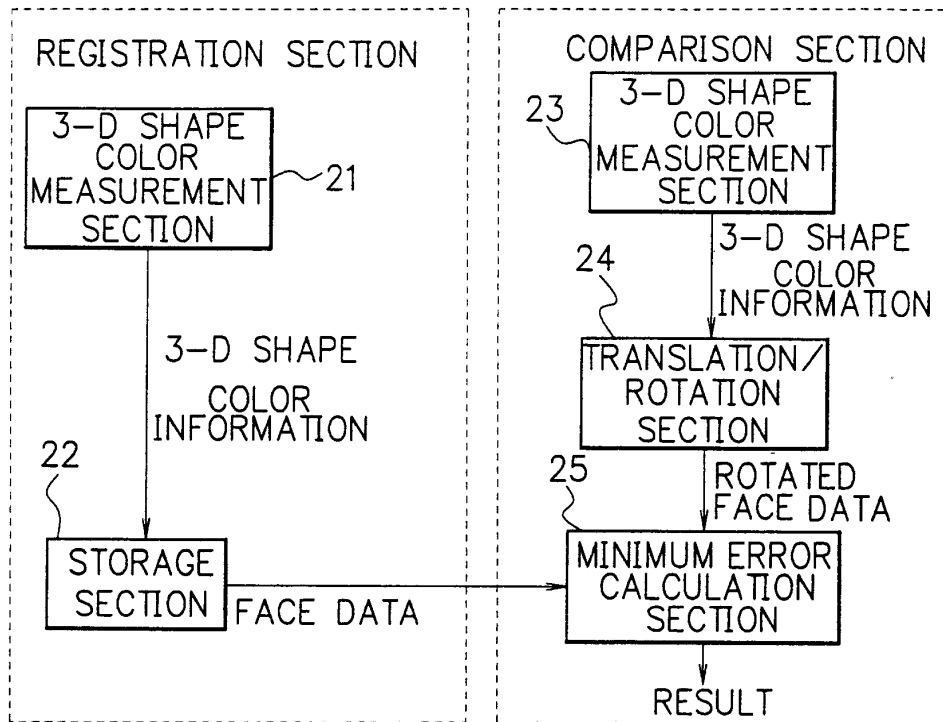 REGISTRATION SECTION
3-D SHAPE
COLOR
MEASUREMENT
SECTION
21
3-D SHAPE
COLOR
INFORMATION
22
STORAGE
SECTION
FACE DATA
COMPARISON SECTION
23
3-D SHAPE
COLOR
MEASUREMENT
SECTION
3-D SHAPE
COLOR
INFORMATION
24
TRANSLATION/
ROTATION
SECTION
ROTATED
FACE DATA
25
MINIMUM ERROR
CALCULATION
SECTION
RESULT